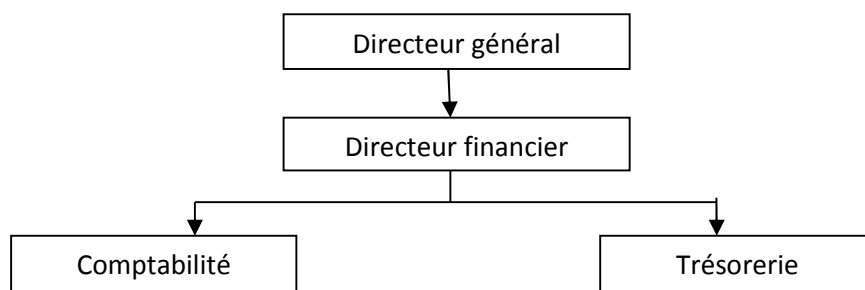 Directeur général
Directeur financier
Comptabilité
Trésorerie